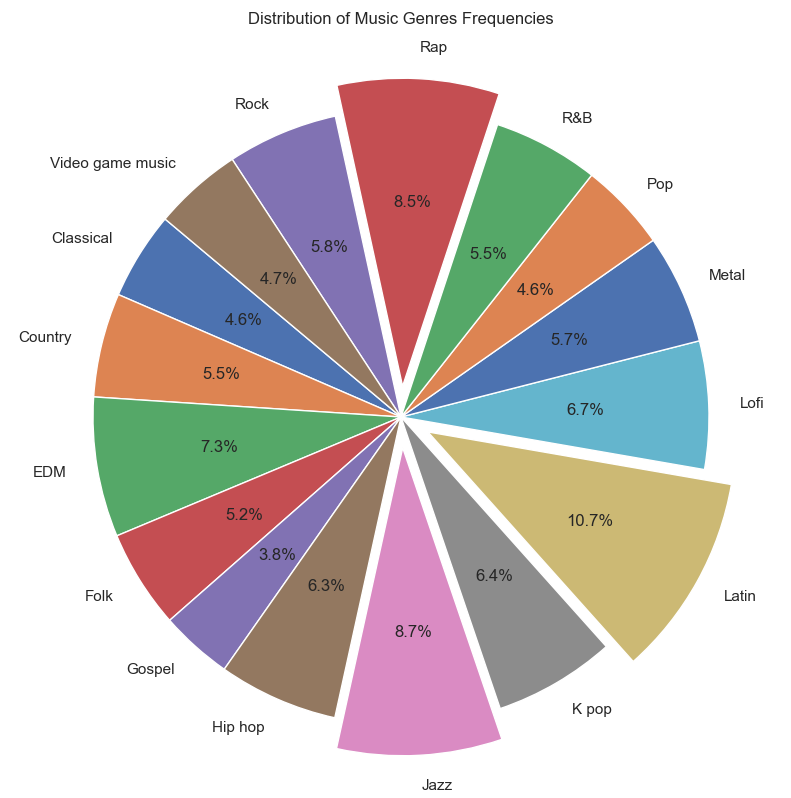 Distribution of Music Genres Frequencies
Rap
Rock
R&B
Video game music
Pop
8.5%
Classical
5.8%
5.5%
Metal
4.7%
4.6%
4.6%
5.7%
Country
5.5%
6.7%
Lofi
EDM
7.3%
5.2%
10.7%
3.8%
6.3%
6.4%
Folk
8.7%
Latin
Gospel
Hip hop
K pop
Jazz